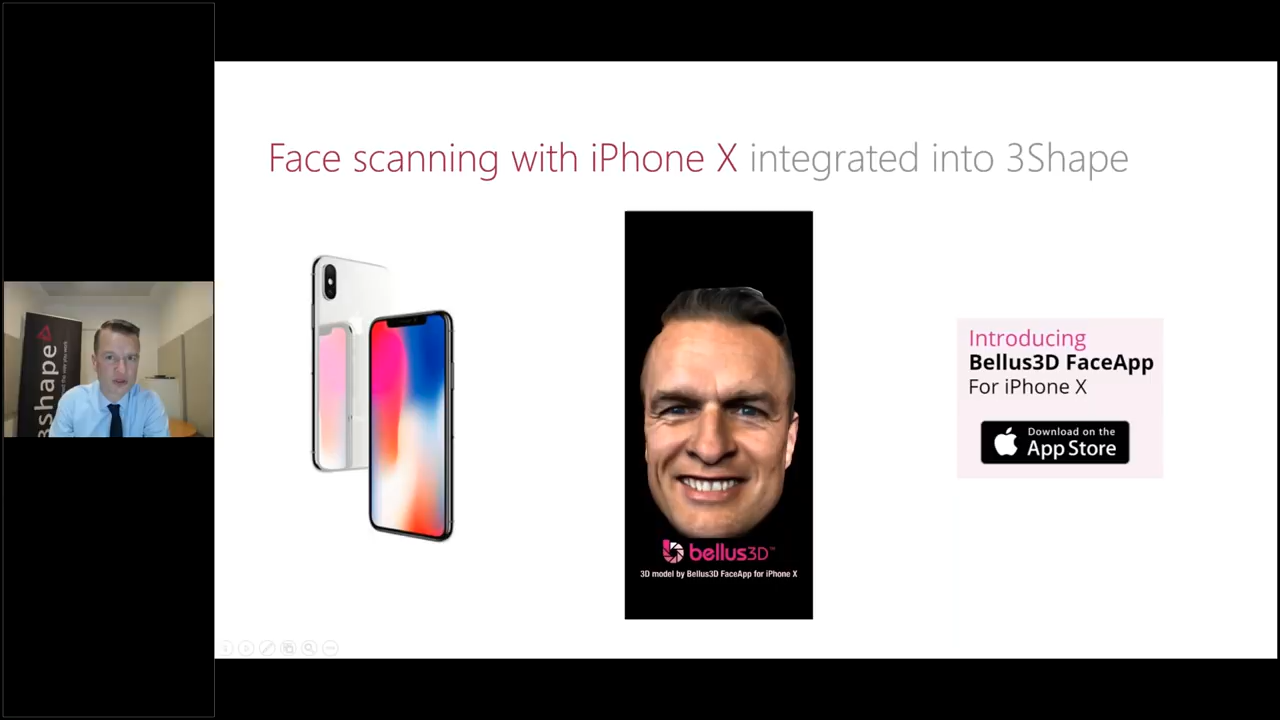 Face scanning with iPhone X integrated into 3Shape
3shape
bellus3D™
3D model by Bellus3D FaceApp for iPhone X
Introducing
Bellus3D FaceApp
For iPhone X
Download on the
App Store